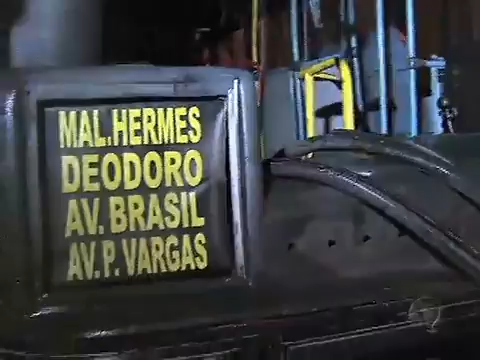 MAL.HERMES
DEODORO
AV. BRASIL
AV. P. VARGAS